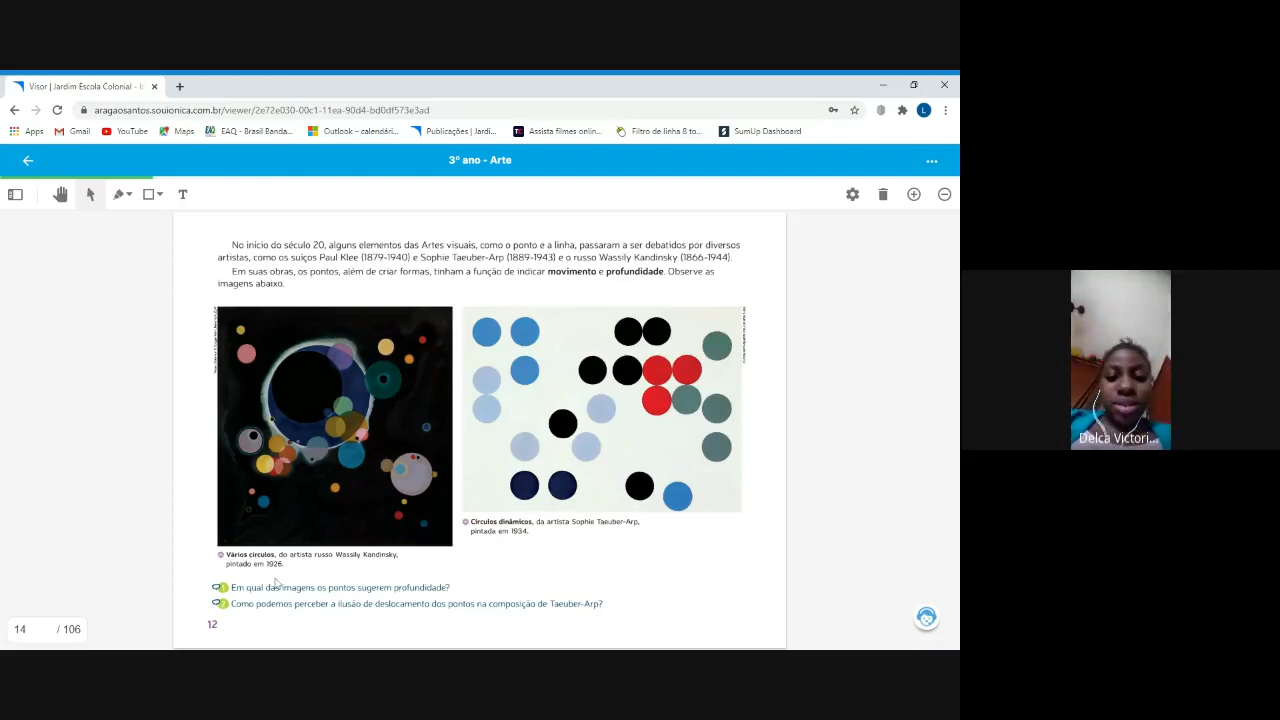 Visor | Jardim Escola Colonial - I
aragaosantos.souionica.com.br/viewer/2e72e030-00c1-11ea-90d4-bd0df573e3ad
L
Apps Gmail YouTube Maps EAQ - Brasil Banda... Outlook – calendári... Publicações | Jardi... Assista filmes onlin... Filtro de linha 8 to... SumUp Dashboard
3º ano - Arte
T
No início do século 20, alguns elementos das Artes visuais, como o ponto e a linha, passaram a ser debatidos por diversos
artistas, como os suíços Paul Klee (1879-1940) e Sophie Taeuber-Arp (1889-1943) e o russo Wassily Kandinsky (1866-1944).
Em suas obras, os pontos, além de criar formas, tinham a função de indicar movimento e profundidade. Observe as
imagens abaixo.
Círculos dinâmicos, da artista Sophie Taeuber-Arp,
pintada em 1934.
Vários círculos, do artista russo Wassily Kandinsky,
pintado em 1926.
1 Em qual das imagens os pontos sugerem profundidade?
2 Como podemos perceber a ilusão de deslocamento dos pontos na composição de Taeuber-Arp?
12
14 / 106
Delca Victori...